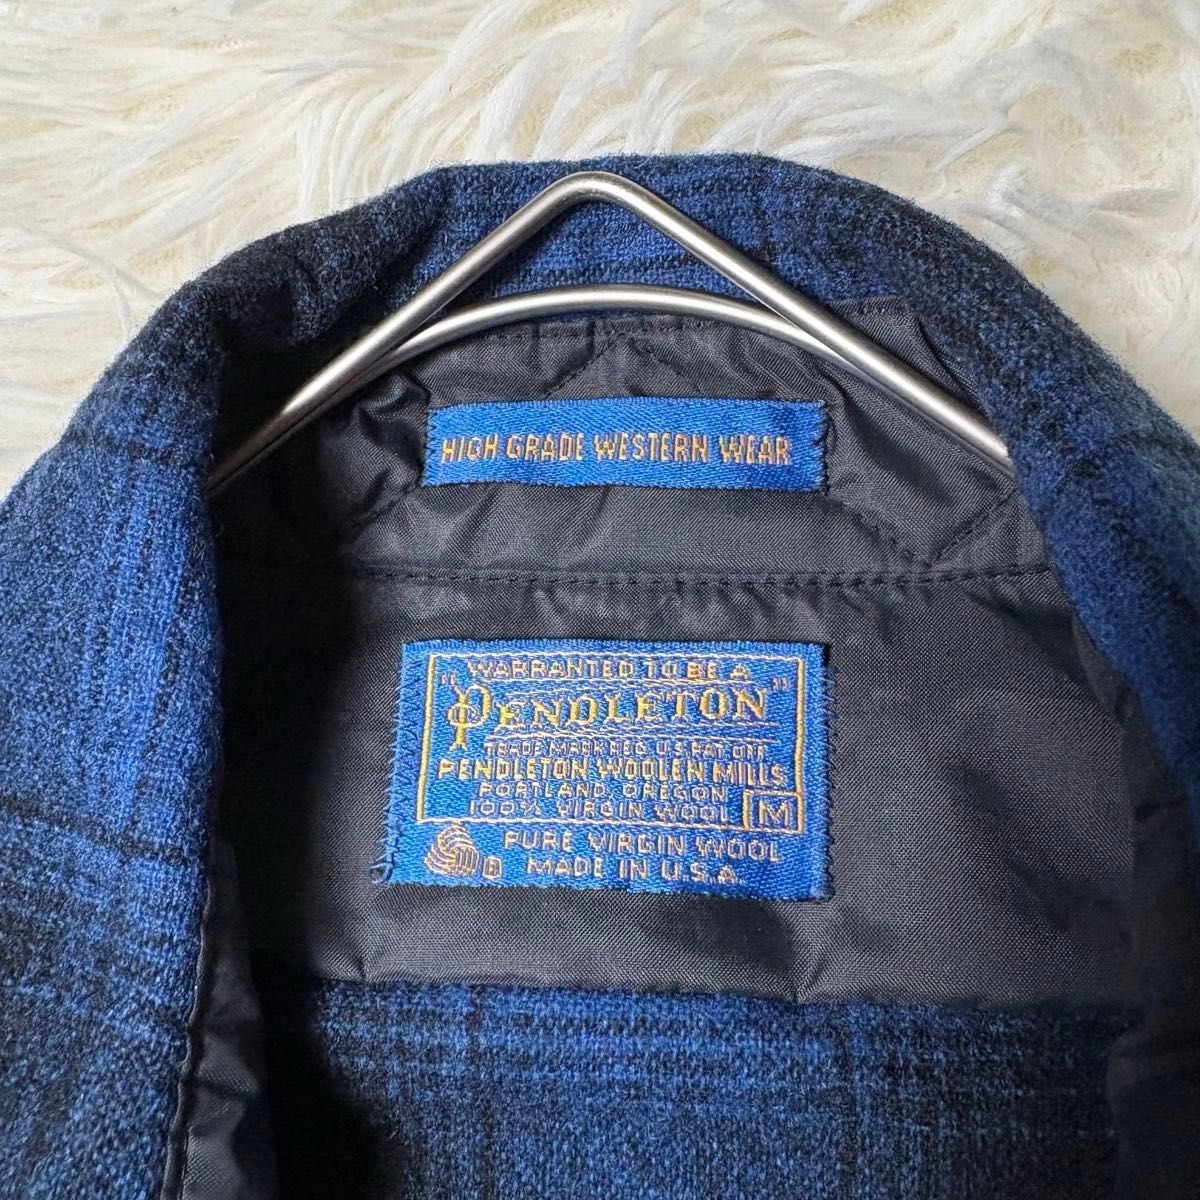 HIGH GRADE WESTERN WEAR
WARRANTED TO BE A
"PENDLETON"
TRADE MARK REG. U.S. PAT. OFF.
PENDLETON WOOLEN MILLS
PORTLAND, OREGON
100% VIRGIN WOOL M
PURE VIRGIN WOOL
MADE IN U.S.A.